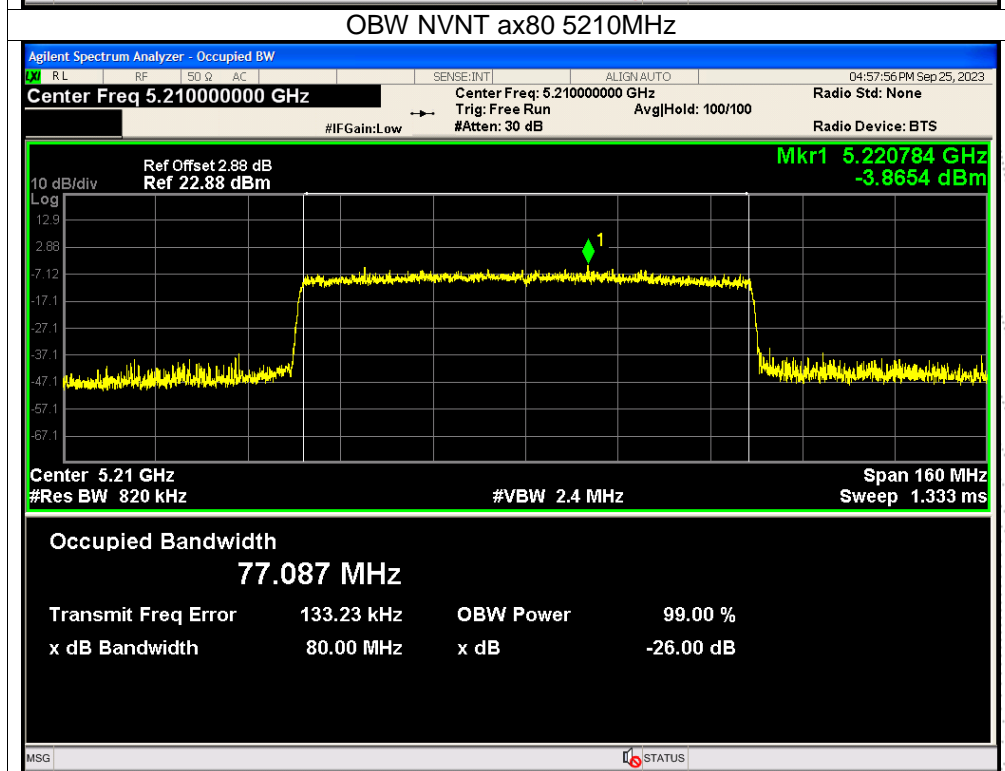 OBW NVNT ax80 5210MHz
Agilent Spectrum Analyzer - Occupied BW
LXI RL RF 50 Ω AC SENSE:INT ALIGN AUTO 04:57:56 PM Sep 25, 2023
Center Freq 5.210000000 GHz Center Freq: 5.210000000 GHz Radio Std: None
Trig: Free Run Avg|Hold: 100/100
#IFGain:Low #Atten: 30 dB Radio Device: BTS
Mkr1 5.220784 GHz
-3.8654 dBm
Ref Offset 2.88 dB
10 dB/div Ref 22.88 dBm
Log
12.9
2.88
-7.12
-17.1
-27.1
-37.1
-47.1
-57.1
-67.1
1
Center 5.21 GHz Span 160 MHz
#Res BW 820 kHz #VBW 2.4 MHz Sweep 1.333 ms
Occupied Bandwidth
77.087 MHz
Transmit Freq Error 133.23 kHz OBW Power 99.00 %
x dB Bandwidth 80.00 MHz x dB -26.00 dB
MSG STATUS